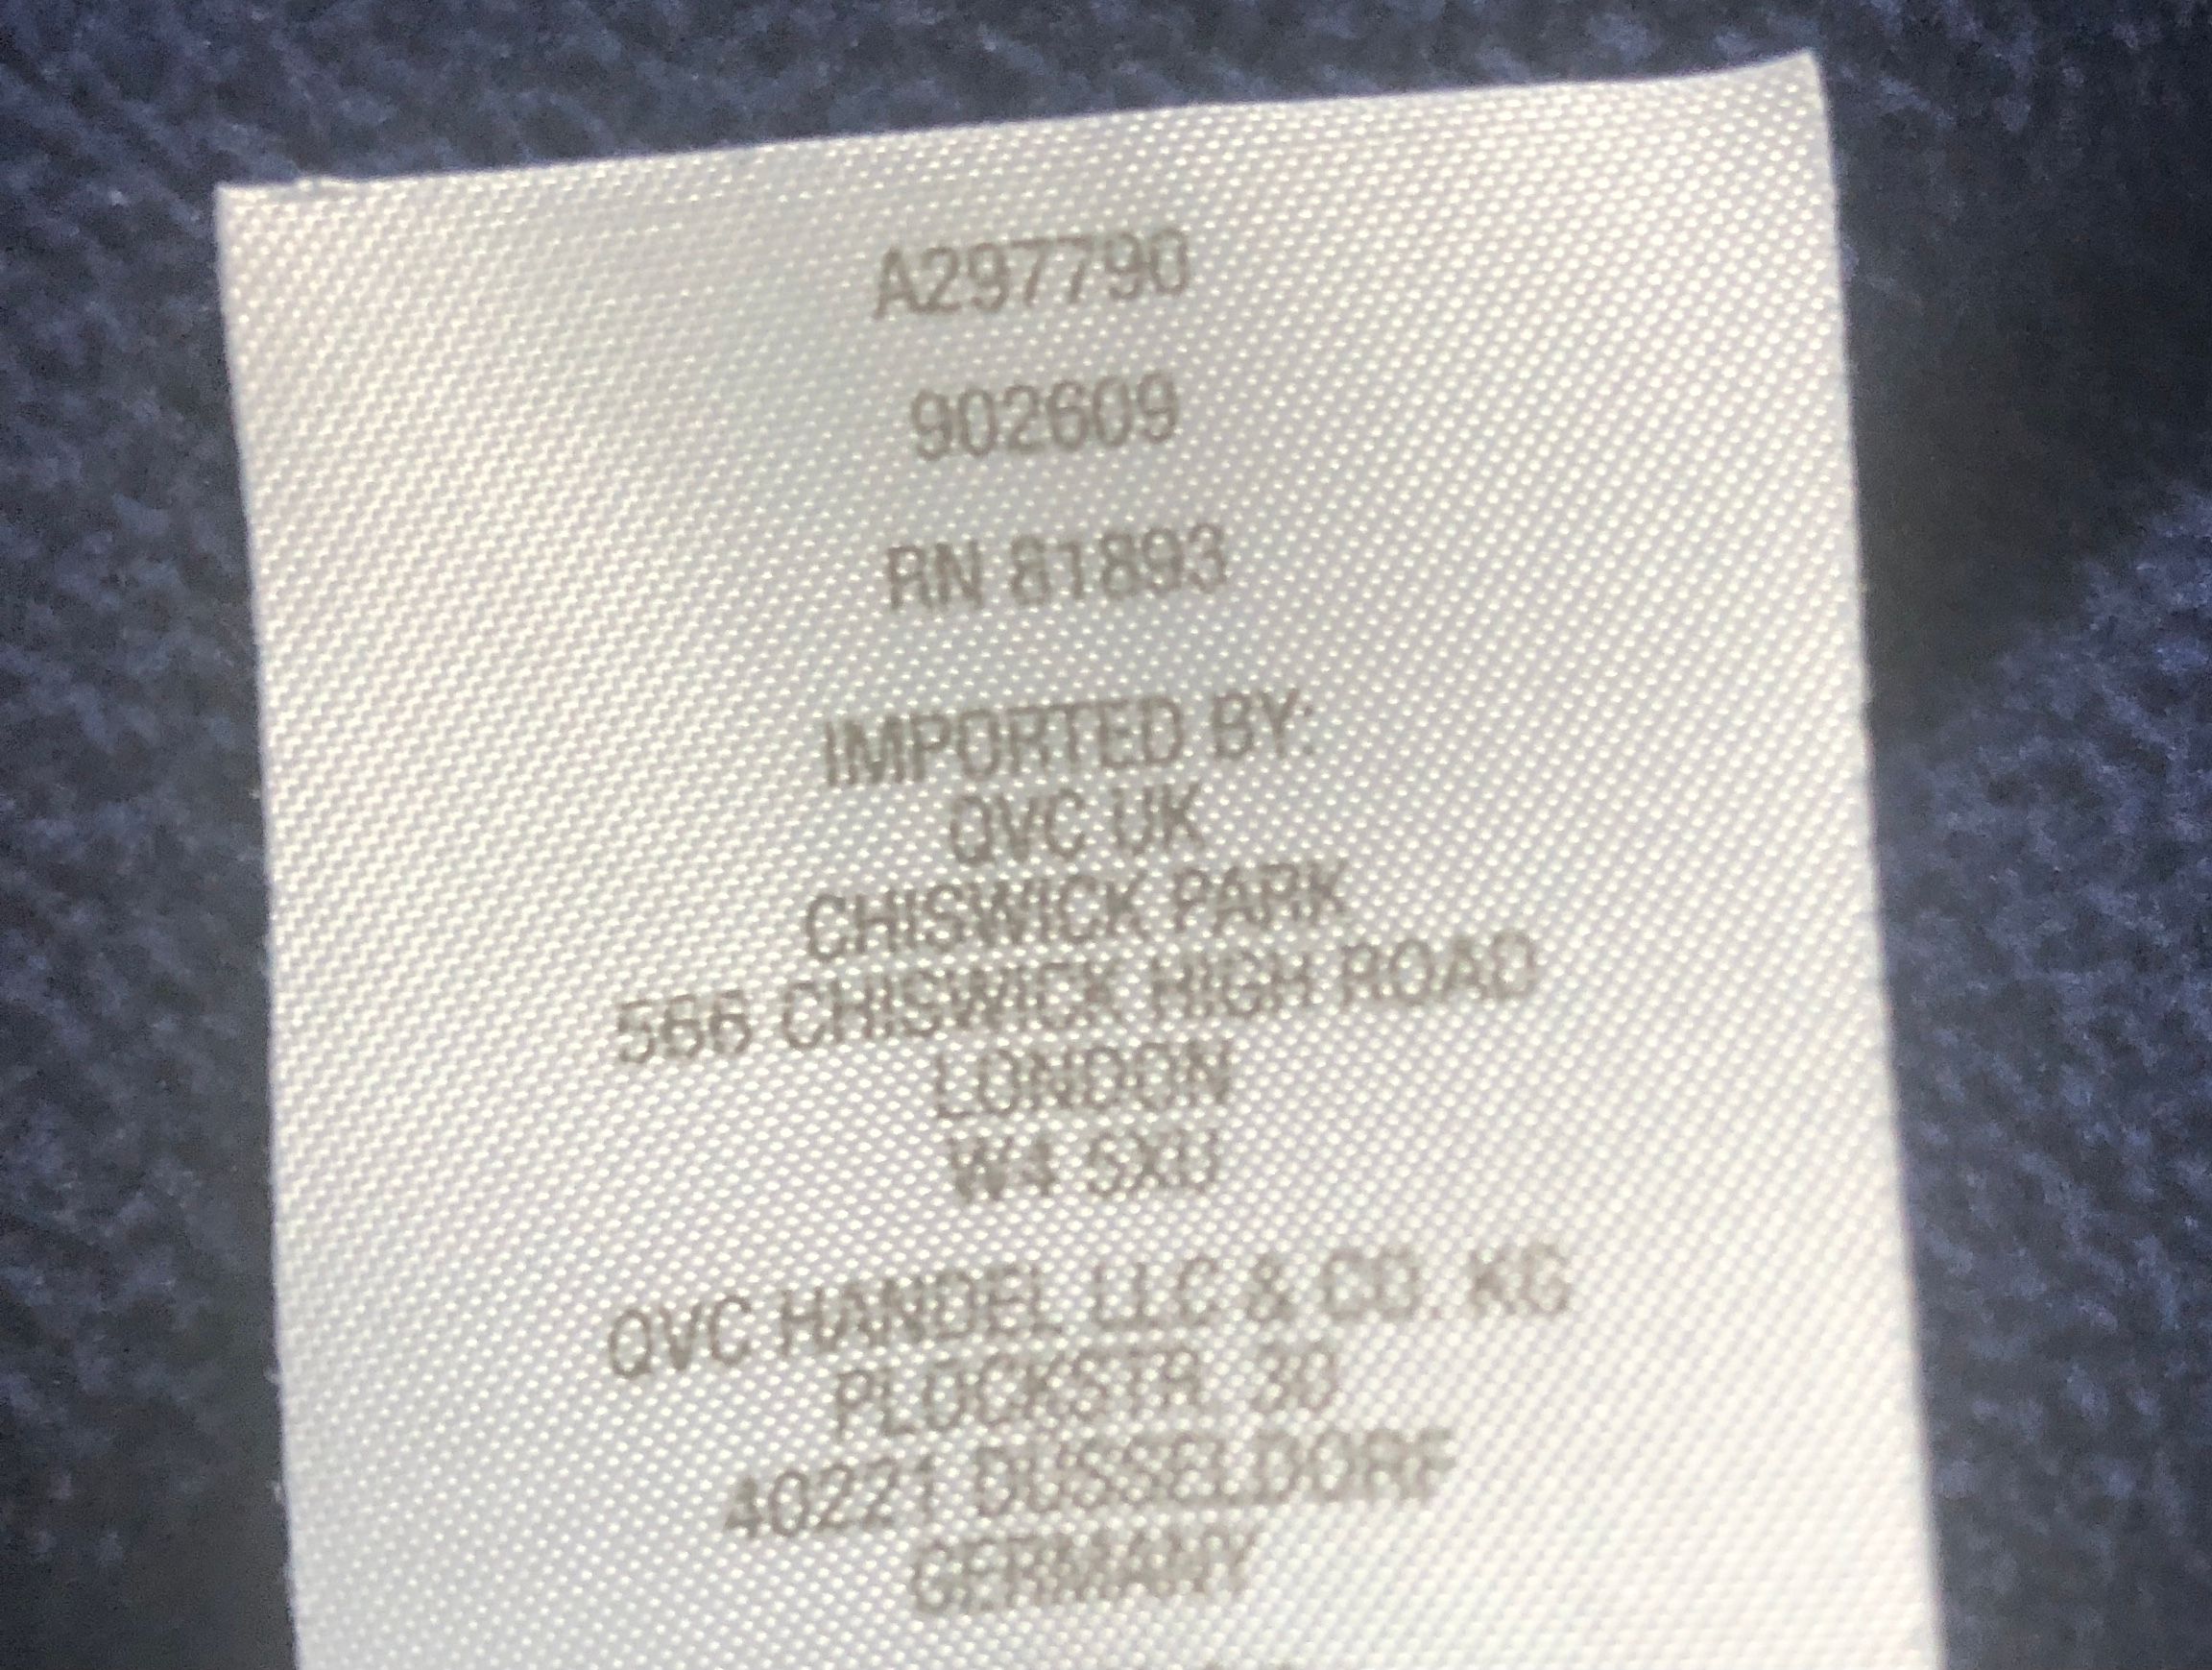 A297790
902609
RN 81893
IMPORTED BY:
QVC UK
CHISWICK PARK
566 CHISWICK HIGH ROAD
LONDON
W4 5XU
QVC HANDEL LLC & CO. KG
PLOCKSTR. 30
40221 DÜSSELDORF
GERMANY